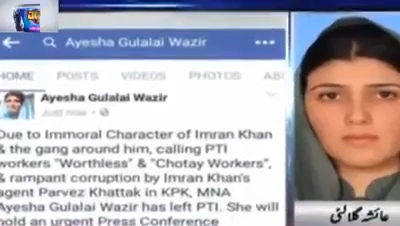 Ayesha Gulalai Wazir
HOME POSTS VIDEOS PHOTOS
Ayesha Gulalai Wazir
Just now
Due to Immoral Character of Imran Khan
& the gang around him, calling PTI
workers "Worthless" & "Chotay Workers",
& rampant corruption by Imran Khan's
agent Parvez Khattak in KPK, MNA
Ayesha Gulalai Wazir has left PTI. She will
hold an urgent Press Conference
عائشہ گلالئی